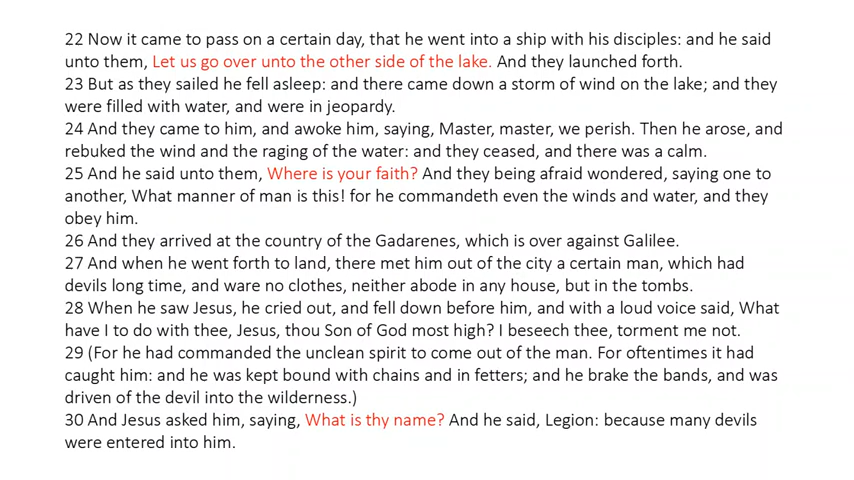 22 Now it came to pass on a certain day, that he went into a ship with his disciples: and he said
unto them, Let us go over unto the other side of the lake. And they launched forth.
23 But as they sailed he fell asleep: and there came down a storm of wind on the lake; and they
were filled with water, and were in jeopardy.
24 And they came to him, and awoke him, saying, Master, master, we perish. Then he arose, and
rebuked the wind and the raging of the water: and they ceased, and there was a calm.
25 And he said unto them, Where is your faith? And they being afraid wondered, saying one to
another, What manner of man is this! for he commandeth even the winds and water, and they
obey him.
26 And they arrived at the country of the Gadarenes, which is over against Galilee.
27 And when he went forth to land, there met him out of the city a certain man, which had
devils long time, and ware no clothes, neither abode in any house, but in the tombs.
28 When he saw Jesus, he cried out, and fell down before him, and with a loud voice said, What
have I to do with thee, Jesus, thou Son of God most high? I beseech thee, torment me not.
29 (For he had commanded the unclean spirit to come out of the man. For oftentimes it had
caught him: and he was kept bound with chains and in fetters; and he brake the bands, and was
driven of the devil into the wilderness.)
30 And Jesus asked him, saying, What is thy name? And he said, Legion: because many devils
were entered into him.